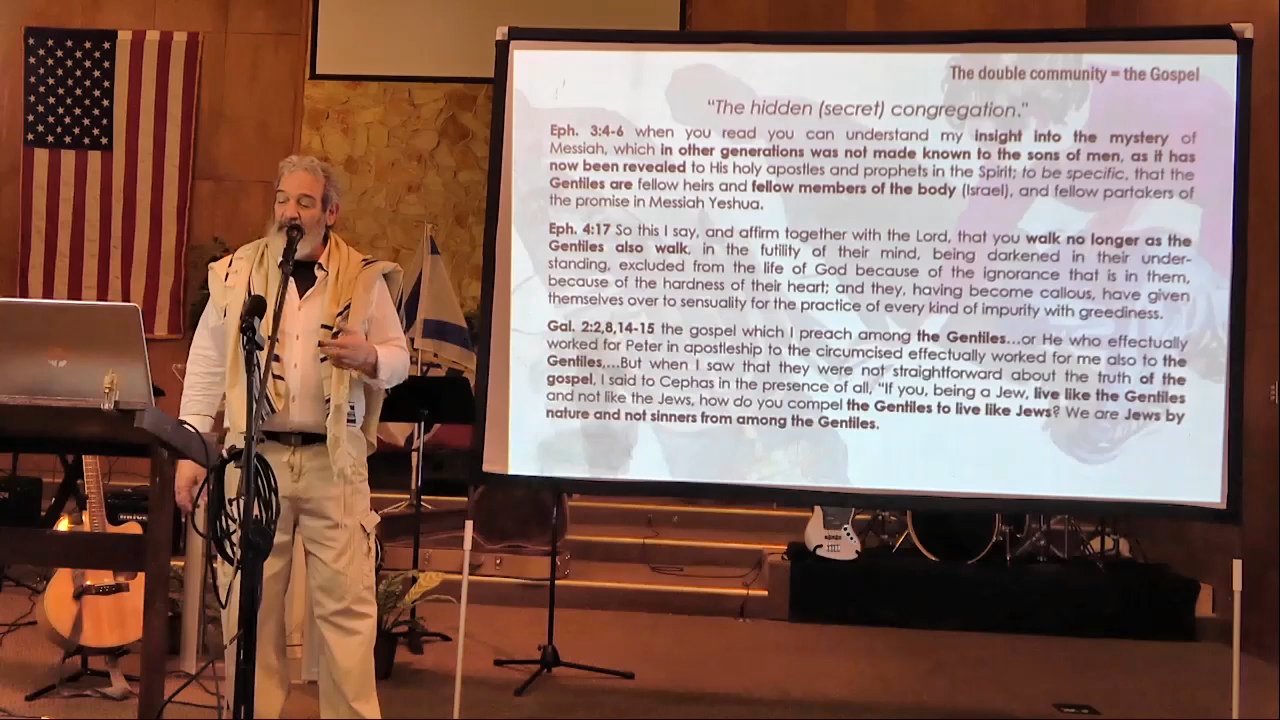 The double community = the Gospel
"The hidden (secret) congregation."
Eph. 3:4-6 when you read you can understand my insight into the mystery of
Messiah, which in other generations was not made known to the sons of men, as it has
now been revealed to His holy apostles and prophets in the Spirit; to be specific, that the
Gentiles are fellow heirs and fellow members of the body (Israel), and fellow partakers of
the promise in Messiah Yeshua.
Eph. 4:17 So this I say, and affirm together with the Lord, that you walk no longer as the
Gentiles also walk, in the futility of their mind, being darkened in their under-
standing, excluded from the life of God because of the ignorance that is in them,
because of the hardness of their heart; and they, having become callous, have given
themselves over to sensuality for the practice of every kind of impurity with greediness.
Gal. 2:2,8,14-15 the gospel which I preach among the Gentiles...or He who effectually
worked for Peter in apostleship to the circumcised effectually worked for me also to the
Gentiles,...But when I saw that they were not straightforward about the truth of the
gospel, I said to Cephas in the presence of all, "If you, being a Jew, live like the Gentiles
and not like the Jews, how do you compel the Gentiles to live like Jews? We are Jews by
nature and not sinners from among the Gentiles.